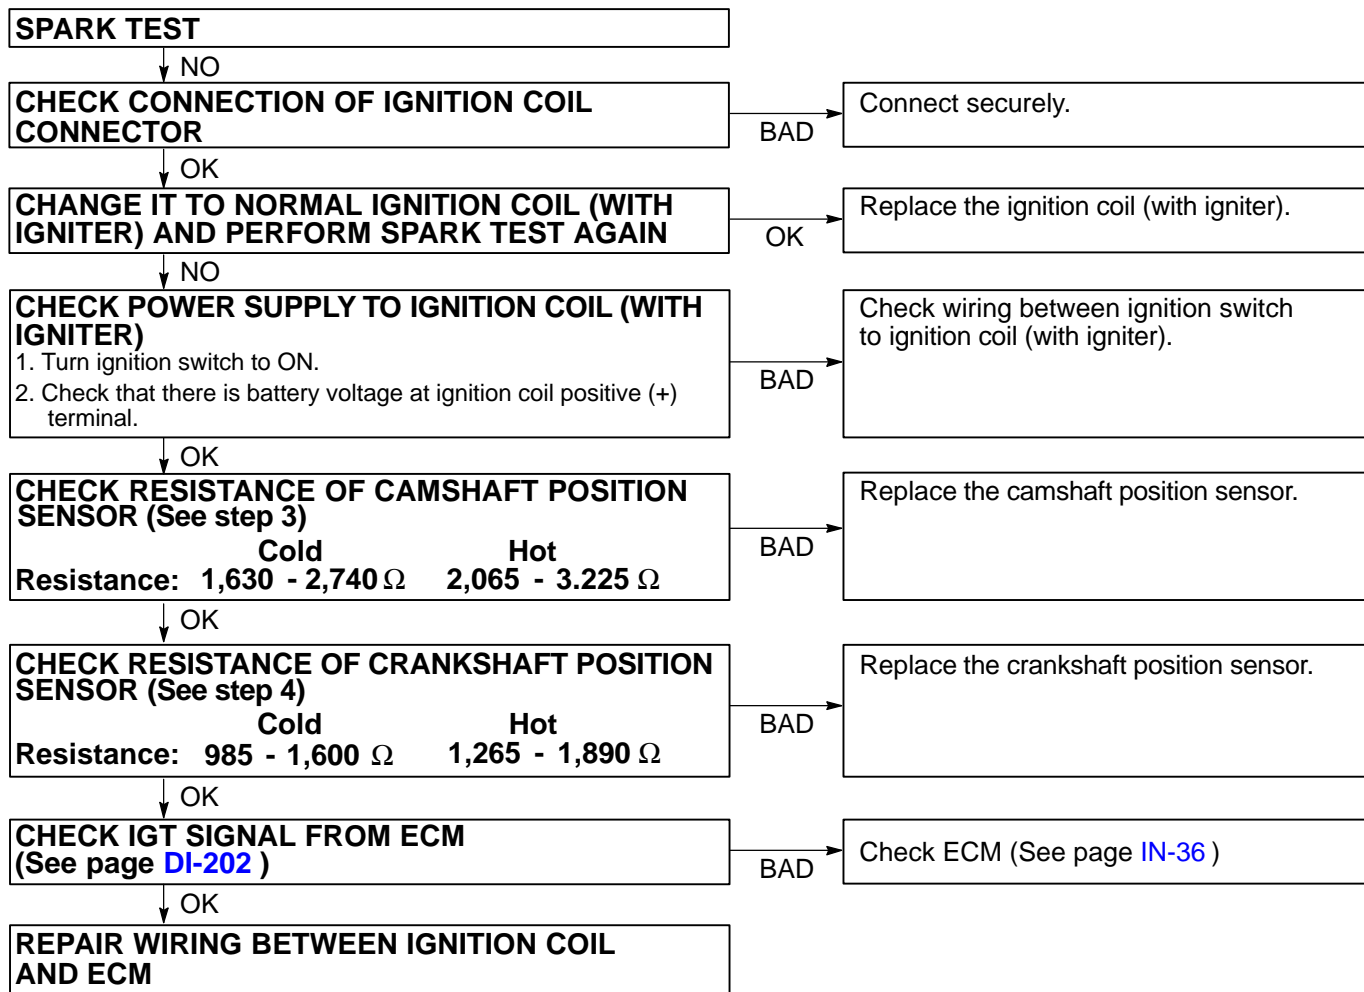 SPARK TEST
NO
CHECK CONNECTION OF IGNITION COIL
CONNECTOR
BAD
Connect securely.
OK
CHANGE IT TO NORMAL IGNITION COIL (WITH
IGNITER) AND PERFORM SPARK TEST AGAIN
OK
Replace the ignition coil (with igniter).
NO
CHECK POWER SUPPLY TO IGNITION COIL (WITH
IGNITER)
1. Turn ignition switch to ON.
2. Check that there is battery voltage at ignition coil positive (+)
terminal.
BAD
Check wiring between ignition switch
to ignition coil (with igniter).
OK
CHECK RESISTANCE OF CAMSHAFT POSITION
SENSOR (See step 3)
Cold Hot
Resistance: 1,630 - 2,740 Ω 2,065 - 3.225 Ω
BAD
Replace the camshaft position sensor.
OK
CHECK RESISTANCE OF CRANKSHAFT POSITION
SENSOR (See step 4)
Cold Hot
Resistance: 985 - 1,600 Ω 1,265 - 1,890 Ω
BAD
Replace the crankshaft position sensor.
OK
CHECK IGT SIGNAL FROM ECM
(See page DI-202 )
BAD
Check ECM (See page IN-36 )
OK
REPAIR WIRING BETWEEN IGNITION COIL
AND ECM